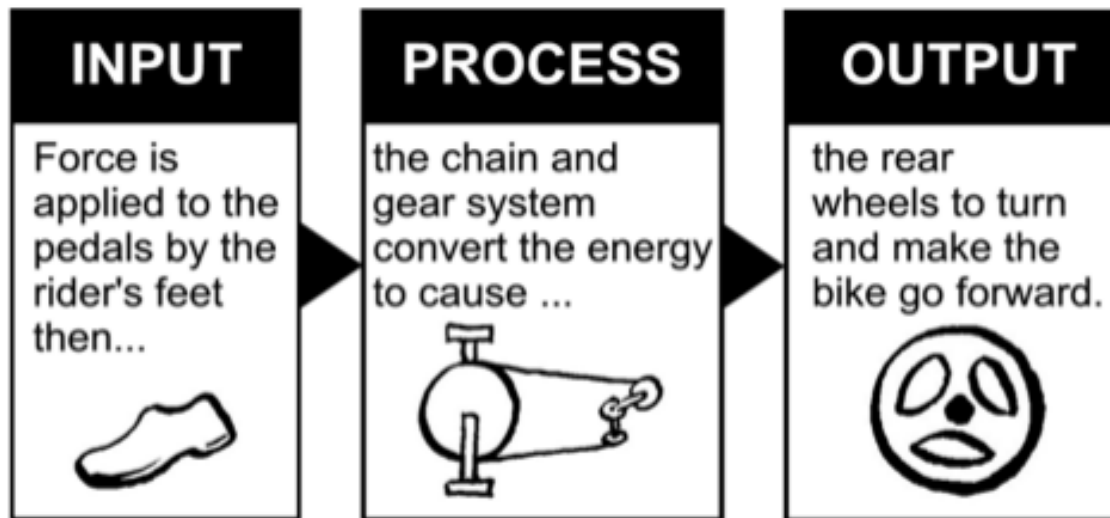 INPUT
Force is
applied to the
pedals by the
rider's feet
then...
PROCESS
the chain and
gear system
convert the energy
to cause ...
OUTPUT
the rear
wheels to turn
and make the
bike go forward.